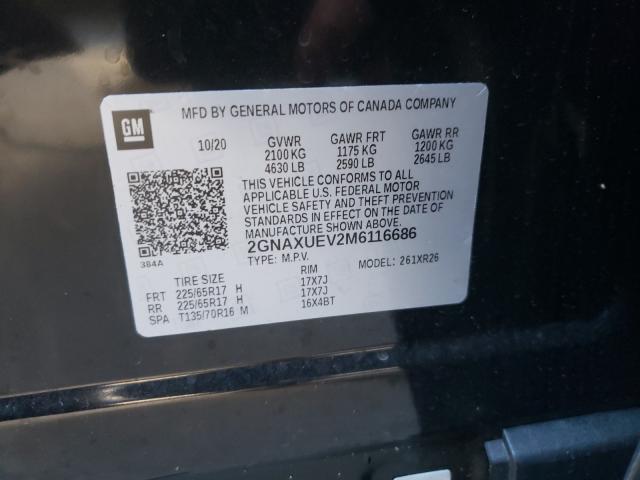 GM
MFD BY GENERAL MOTORS OF CANADA COMPANY
10/20 GVWR GAWR FRT GAWR RR
2100 KG 1175 KG 1200 KG
4630 LB 2590 LB 2645 LB
THIS VEHICLE CONFORMS TO ALL
APPLICABLE U.S. FEDERAL MOTOR
VEHICLE SAFETY AND THEFT
PREVENTION STANDARDS IN
EFFECT ON THE DATE OF
MANUFACTURE SHOWN ABOVE.
2GNAXUEV2M6116686
384A
TYPE: M.P.V. MODEL: 261XR26
TIRE SIZE RIM
FRT 225/65R17 H 17X7J
RR 225/65R17 H 17X7J
SPA T135/70R16 M 16X4BT